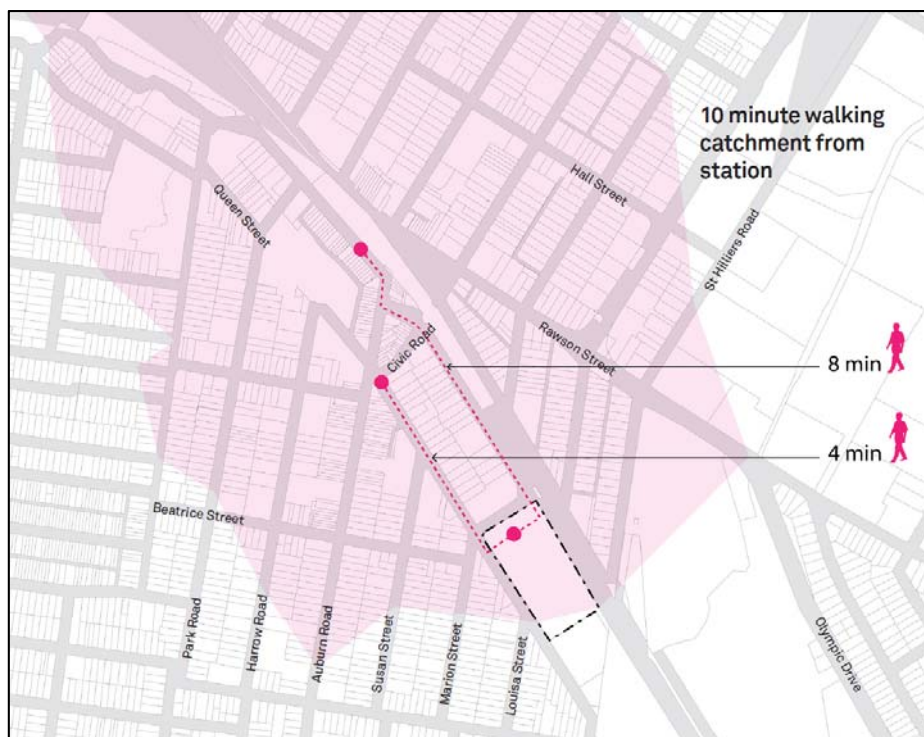 10 minute walking
catchment from
station
Hall Street
Queen Street
St Hilliers Road
Rawson Street
Civic Road
8 min
4 min
Beatrice Street
Park Road
Harrow Road
Auburn Road
Susan Street
Marion Street
Louisa Street
Olympic Drive